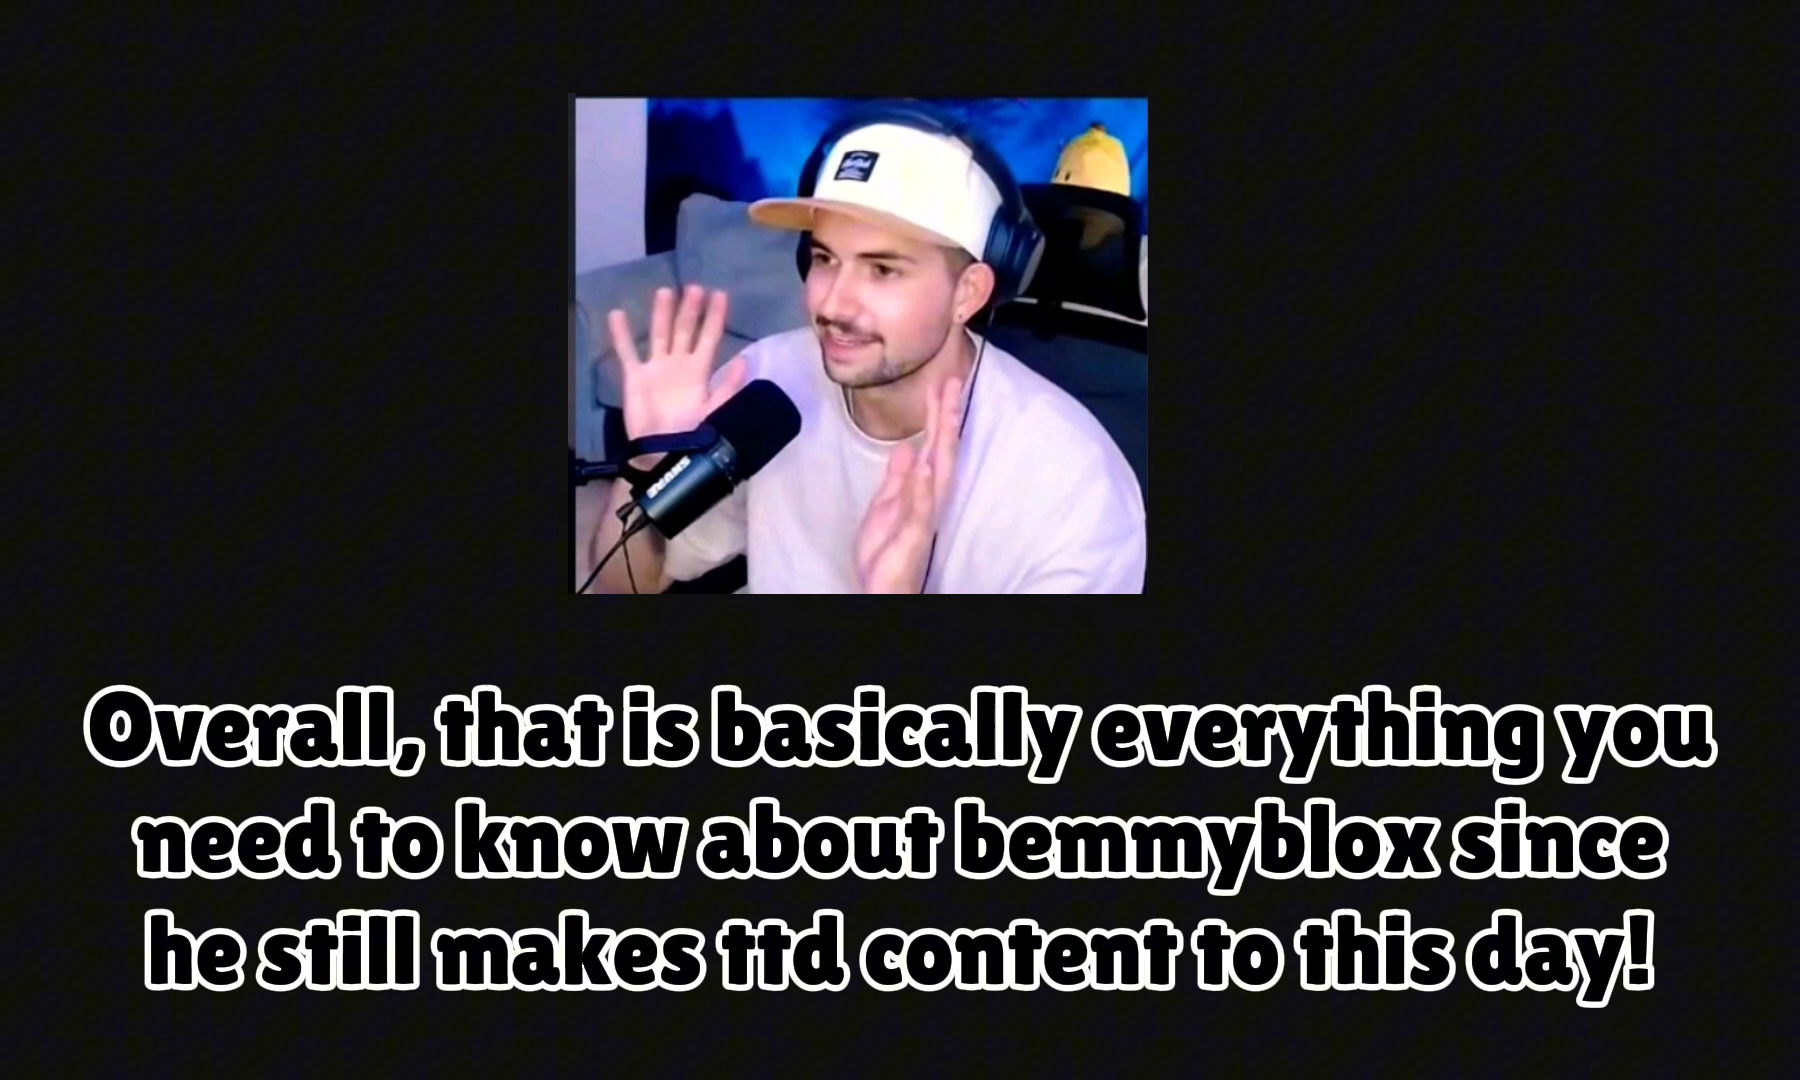 SHURE
Overall, that is basically everything you
need to know about bemmyblox since
he still makes ttd content to this day!